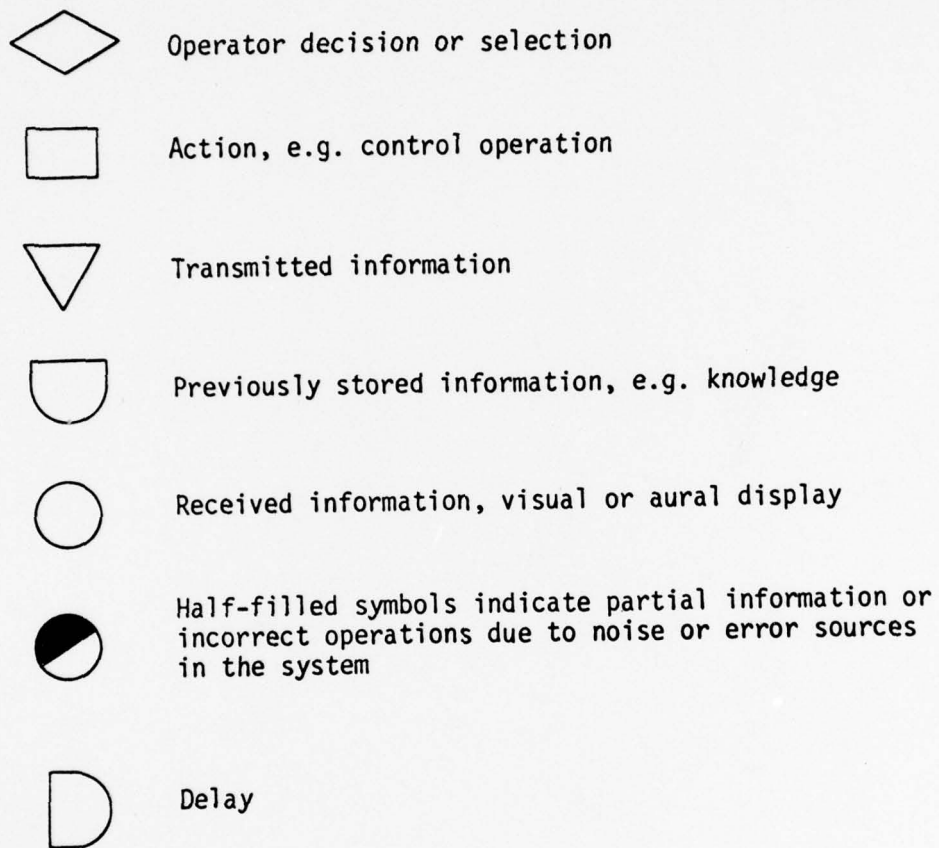 Operator decision or selection
Action, e.g. control operation
Transmitted information
Previously stored information, e.g. knowledge
Received information, visual or aural display
Half-filled symbols indicate partial information or
incorrect operations due to noise or error sources
in the system
Delay